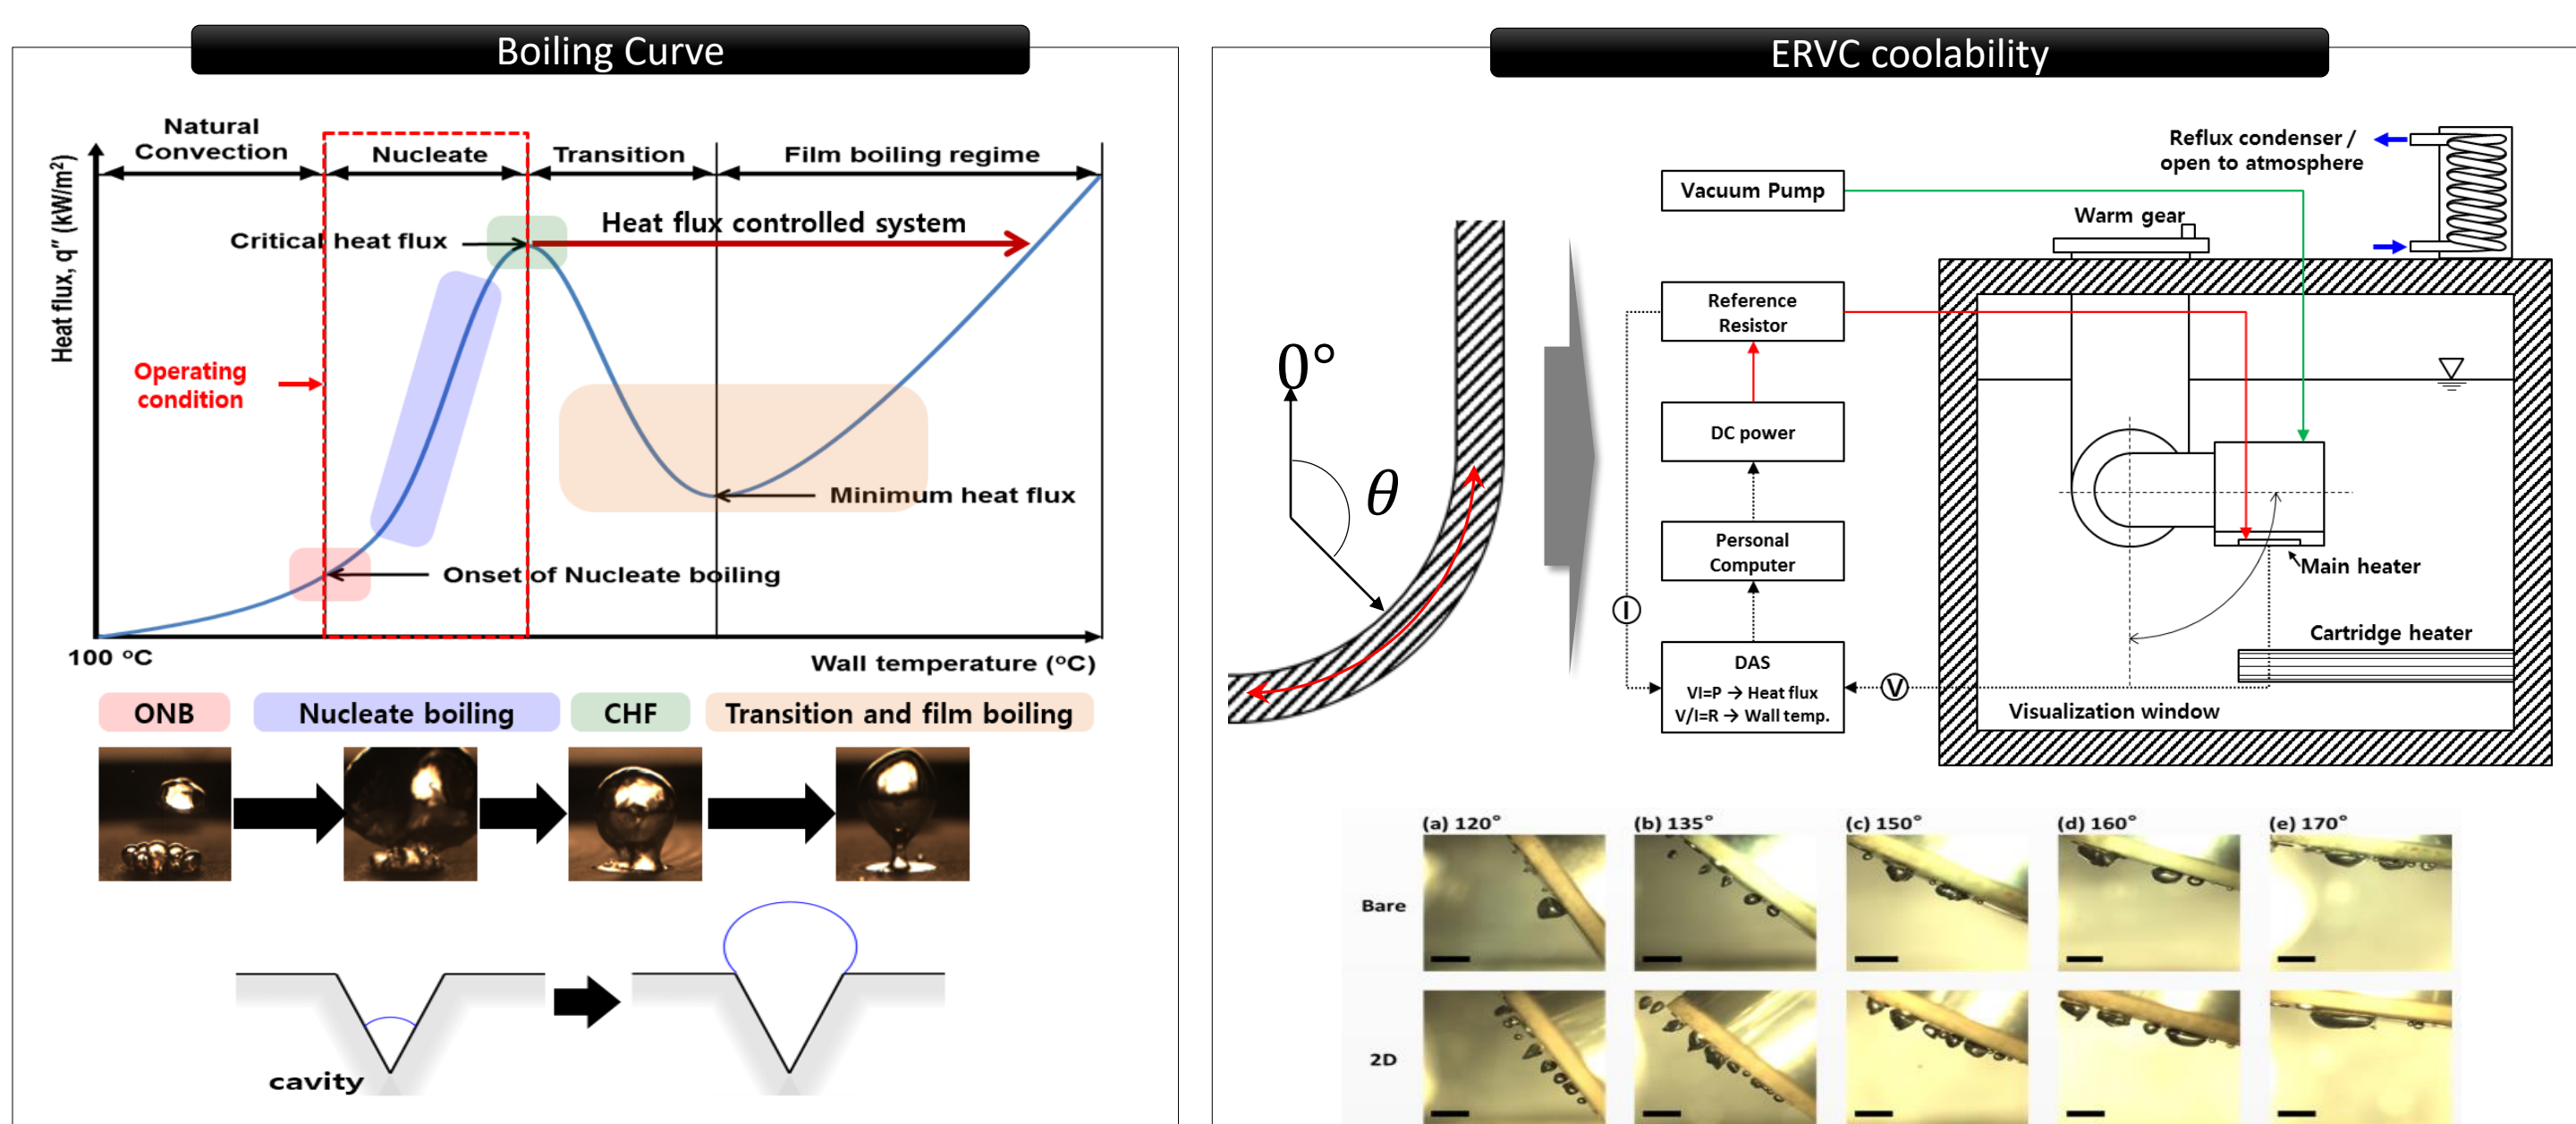 Boiling Curve
Natural
Convection
Nucleate
Transition
Film boiling regime
Heat flux, q″ (kW/m²)
Critical heat flux
Heat flux controlled system
Operating
condition
Minimum heat flux
Onset of Nucleate boiling
100 °C
Wall temperature (°C)
ONB
Nucleate boiling
CHF
Transition and film boiling
cavity
ERVC coolability
0°
θ
Vacuum Pump
Reference
Resistor
DC power
Personal
Computer
I
DAS
VI=P → Heat flux
V/I=R → Wall temp.
V
Reflux condenser /
open to atmosphere
Warm gear
Main heater
Cartridge heater
Visualization window
(a) 120°
(b) 135°
(c) 150°
(d) 160°
(e) 170°
Bare
2D